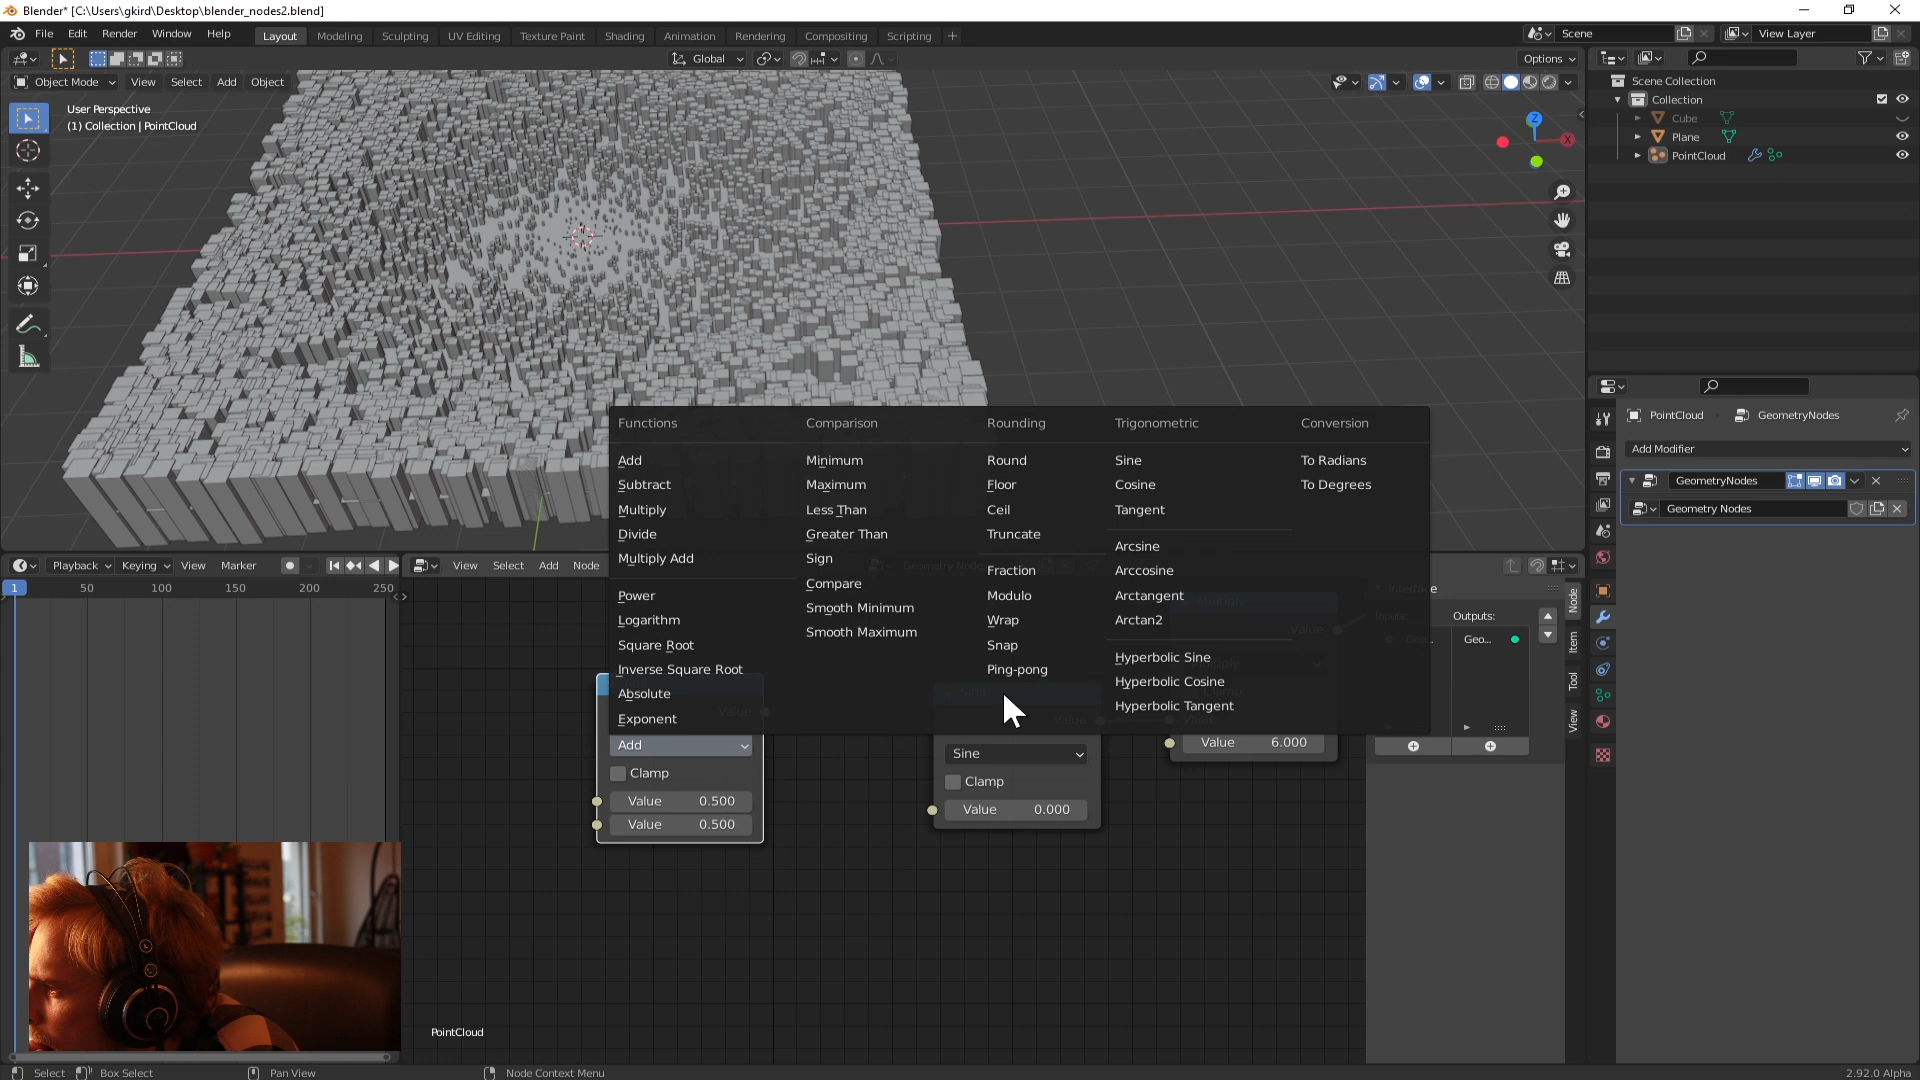 Blender* [C:\Users\gkird\Desktop\blender_nodes2.blend]
File Edit Render Window Help Layout Modeling Sculpting UV Editing Texture Paint Shading Animation Rendering Compositing Scripting + Scene View Layer
Global Options
Object Mode View Select Add Object
User Perspective
(1) Collection | PointCloud
Z
X
Scene Collection
Collection
Cube
Plane
PointCloud
PointCloud GeometryNodes
Add Modifier
GeometryNodes
Geometry Nodes
Functions Comparison Rounding Trigonometric Conversion
Add Minimum Round Sine To Radians
Subtract Maximum Floor Cosine To Degrees
Multiply Less Than Ceil Tangent
Divide Greater Than Truncate
Multiply Add Sign
Arcsine
Fraction Arccosine
Compare
Power Smooth Minimum Modulo Arctangent
Logarithm Smooth Maximum Wrap Arctan2
Square Root Snap
Inverse Square Root Ping-pong
Hyperbolic Sine
Absolute Hyperbolic Cosine
Exponent Hyperbolic Tangent
Playback Keying View Marker View Select Add Node
1 50 100 150 200 250
Interface
Inputs: Outputs:
Geo... Geo...
Node
Item
Tool
View
Value
Value
Add
Clamp
Value 0.500
Value 0.500
Value
Sine
Clamp
Value 0.000
Value 6.000
PointCloud
Select Box Select Pan View Node Context Menu 2.92.0 Alpha